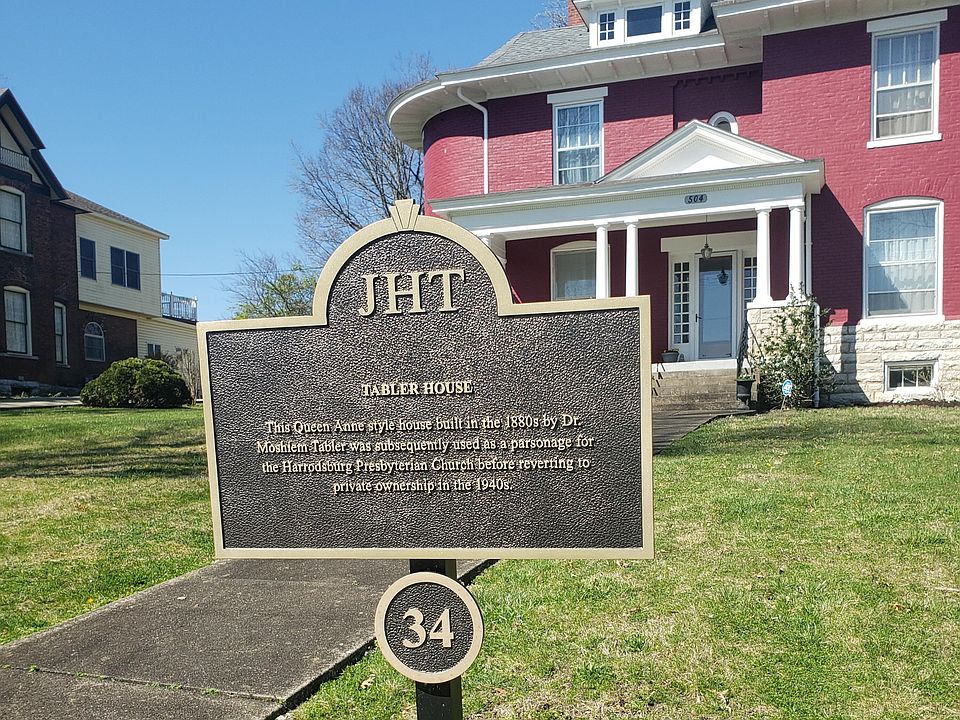 504
JHT
TABLER HOUSE
This Queen Anne style house built in the 1880s by Dr.
Moshiem Tabler was subsequently used as a parsonage for
the Harrodsburg Presbyterian Church before reverting to
private ownership in the 1940s.
34